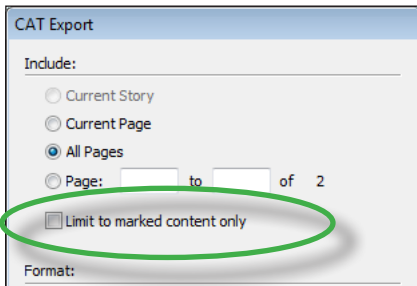 CAT Export
Include:
Current Story
Current Page
All Pages
Page: to of 2
Limit to marked content only
Format: